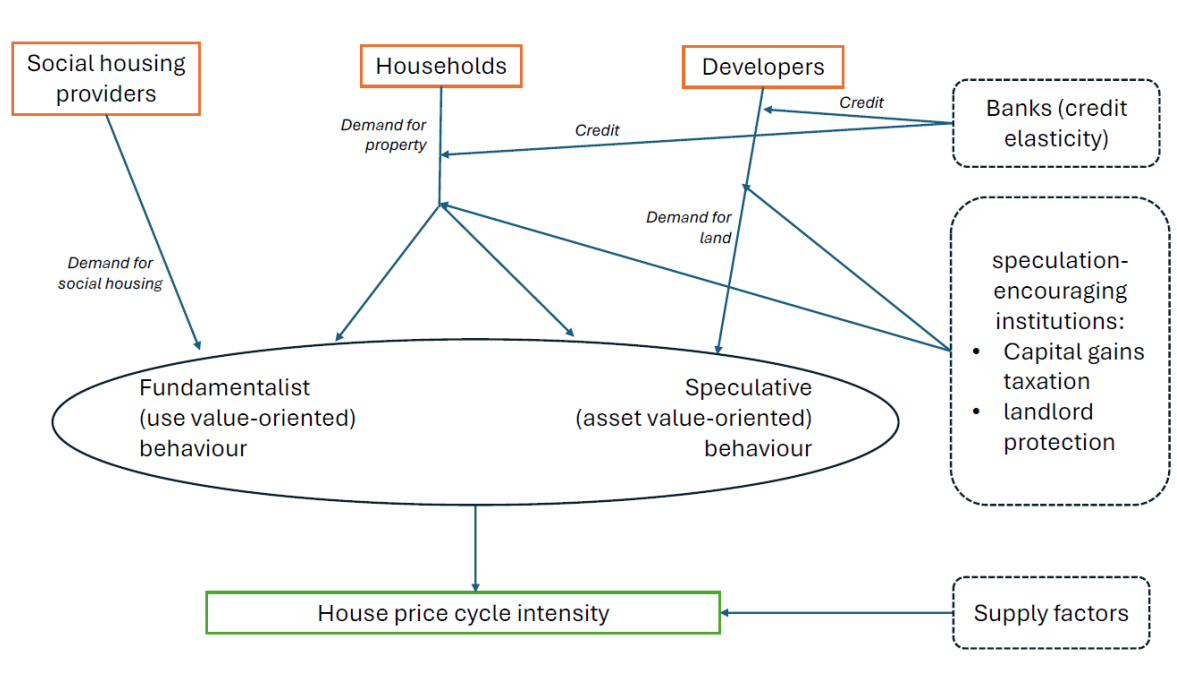 Social housing
providers
Households
Developers
Banks (credit
elasticity)
Credit
Credit
Demand for
property
Demand for
land
Demand for
social housing
speculation-
encouraging
institutions:
• Capital gains
taxation
• landlord
protection
Fundamentalist
(use value-oriented)
behaviour
Speculative
(asset value-oriented)
behaviour
House price cycle intensity
Supply factors